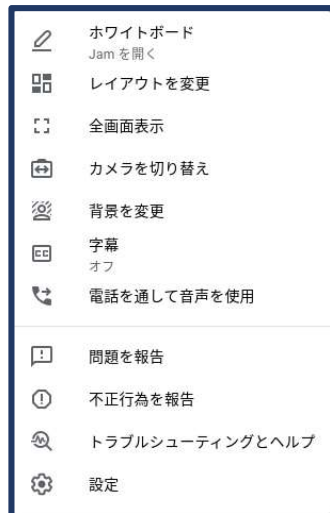 ホワイトボード
Jam を開く
レイアウトを変更
全画面表示
カメラを切り替え
背景を変更
CC
字幕
オフ
電話を通して音声を使用
問題を報告
不正行為を報告
トラブルシューティングとヘルプ
設定